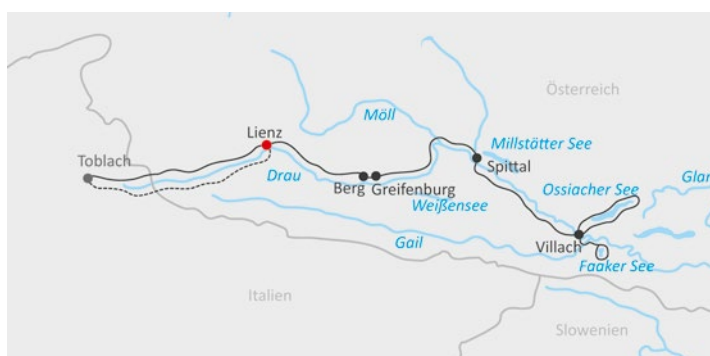 Österreich
Möll
Lienz
Millstätter See
Toblach
Spittal
Drau
Berg
Greifenburg
Ossiacher See
Glan
Weißensee
Gail
Villach
Faaker See
Italien
Slowenien